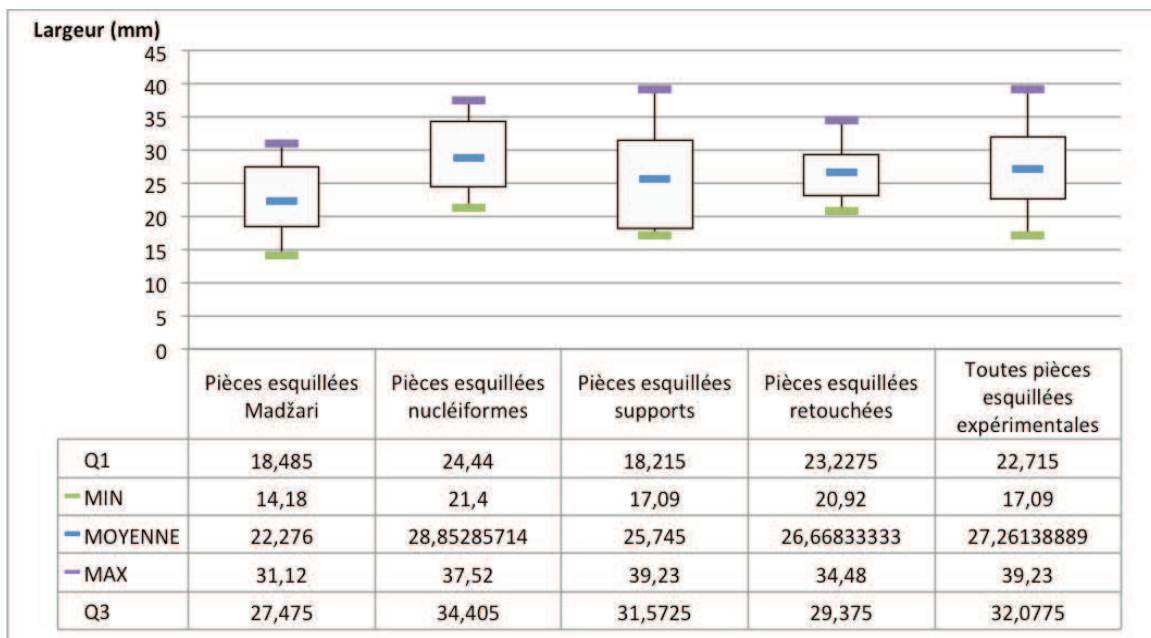 Largeur (mm)
45
40
35
30
25
20
15
10
5
0
Pièces esquillées Madžari
Pièces esquillées nucléiformes
Pièces esquillées supports
Pièces esquillées retouchées
Toutes pièces esquillées expérimentales
Q1 18,485 24,44 18,215 23,2275 22,715
MIN 14,18 21,4 17,09 20,92 17,09
MOYENNE 22,276 28,85285714 25,745 26,66833333 27,26138889
MAX 31,12 37,52 39,23 34,48 39,23
Q3 27,475 34,405 31,5725 29,375 32,0775